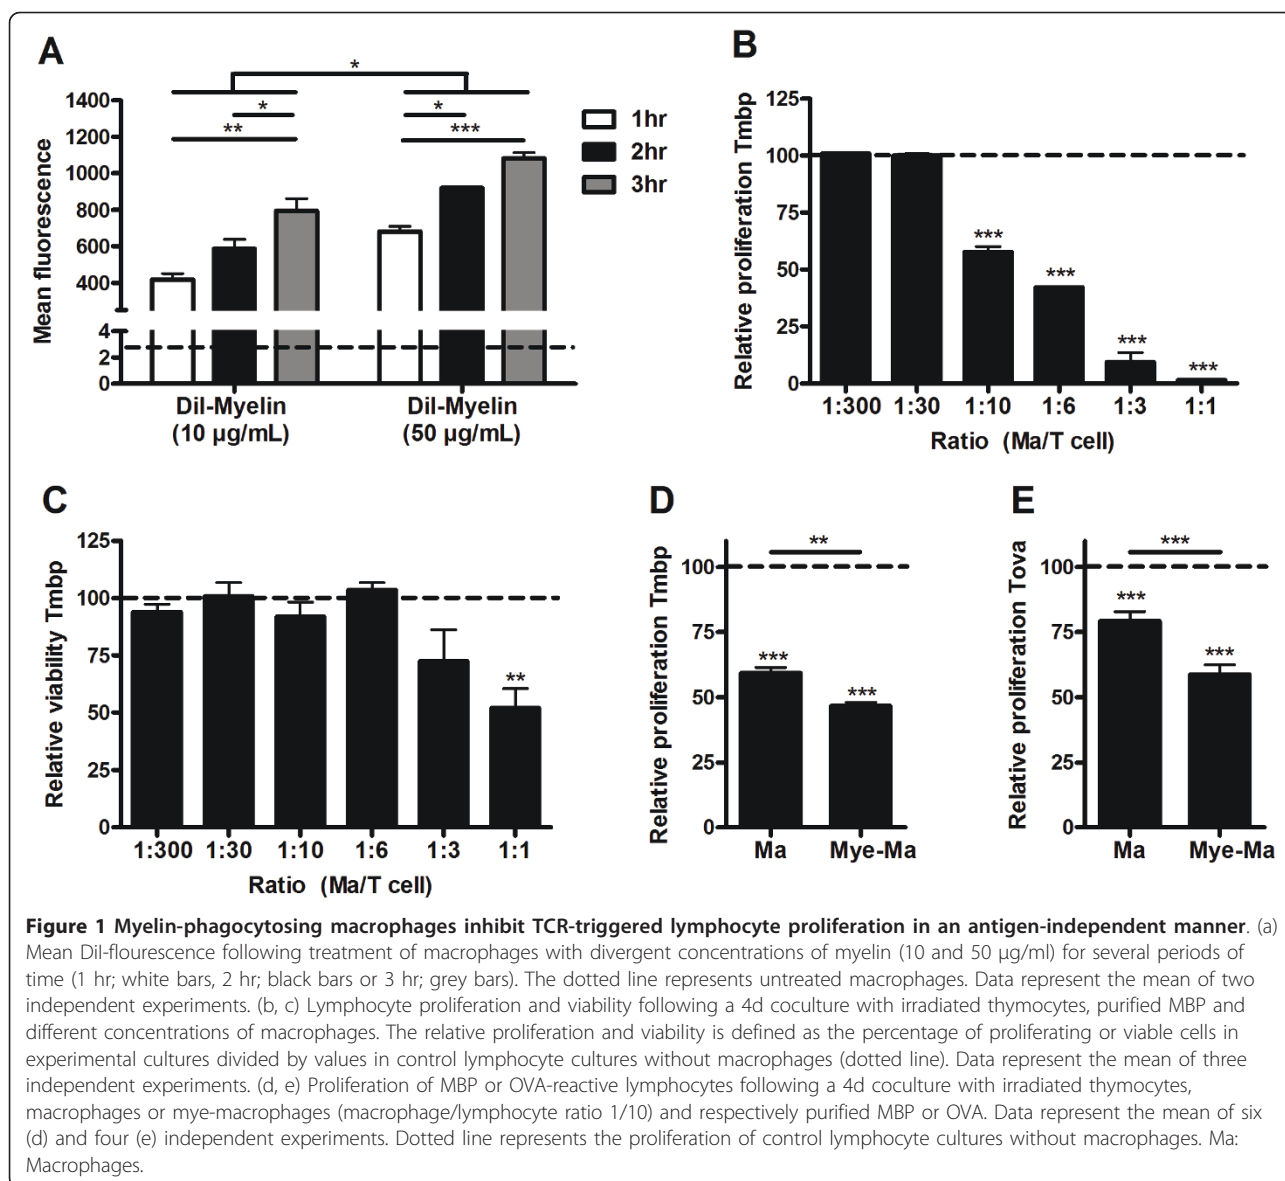 A
*
1400
1200
1000
800
600
400
4
2
0
Mean fluorescence
*
**
*
***
1hr
2hr
3hr
Dil-Myelin
(10 µg/mL)
Dil-Myelin
(50 µg/mL)
B
Relative proliferation Tmbp
125
100
75
50
25
0
***
***
***
***
1:300 1:30 1:10 1:6 1:3 1:1
Ratio (Ma/T cell)
C
Relative viability Tmbp
125
100
75
50
25
0
**
1:300 1:30 1:10 1:6 1:3 1:1
Ratio (Ma/T cell)
D
Relative proliferation Tmbp
100
75
50
25
0
**
***
***
Ma Mye-Ma
E
Relative proliferation Tova
100
75
50
25
0
***
***
***
Ma Mye-Ma
Figure 1 Myelin-phagocytosing macrophages inhibit TCR-triggered lymphocyte proliferation in an antigen-independent manner. (a)
Mean DiI-flourescence following treatment of macrophages with divergent concentrations of myelin (10 and 50 µg/ml) for several periods of
time (1 hr; white bars, 2 hr; black bars or 3 hr; grey bars). The dotted line represents untreated macrophages. Data represent the mean of two
independent experiments. (b, c) Lymphocyte proliferation and viability following a 4d coculture with irradiated thymocytes, purified MBP and
different concentrations of macrophages. The relative proliferation and viability is defined as the percentage of proliferating or viable cells in
experimental cultures divided by values in control lymphocyte cultures without macrophages (dotted line). Data represent the mean of three
independent experiments. (d, e) Proliferation of MBP or OVA-reactive lymphocytes following a 4d coculture with irradiated thymocytes,
macrophages or mye-macrophages (macrophage/lymphocyte ratio 1/10) and respectively purified MBP or OVA. Data represent the mean of six
(d) and four (e) independent experiments. Dotted line represents the proliferation of control lymphocyte cultures without macrophages. Ma:
Macrophages.